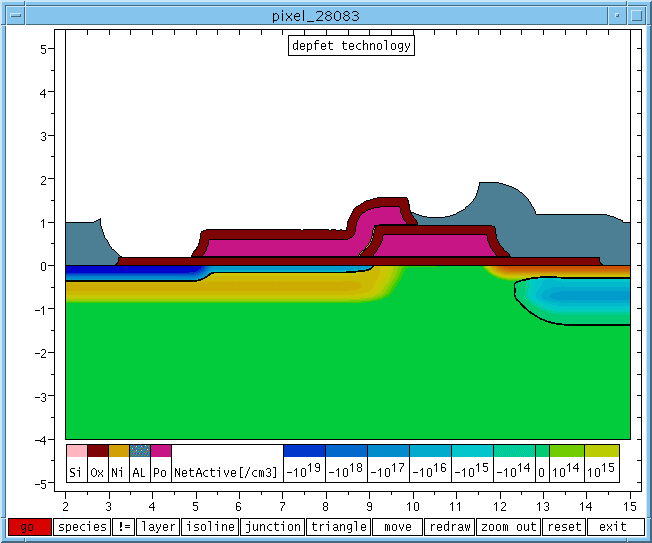 pixel_28083
depfet technology
5
4
3
2
1
0
-1
-2
-3
-4
-5
Si Ox Ni AL Po NetActive[/cm3] -10^19 -10^18 -10^17 -10^16 -10^15 -10^14 0 10^14 10^15
2 3 4 5 6 7 8 9 10 11 12 13 14 15
go species != layer isoline junction triangle move redraw zoom out reset exit